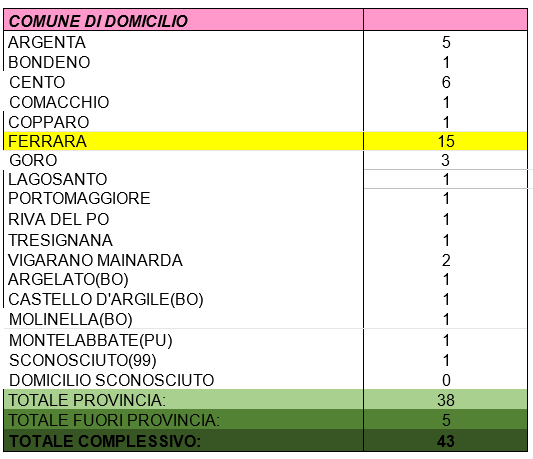 COMUNE DI DOMICILIO
ARGENTA 5
BONDENO 1
CENTO 6
COMACCHIO 1
COPPARO 1
FERRARA 15
GORO 3
LAGOSANTO 1
PORTOMAGGIORE 1
RIVA DEL PO 1
TRESIGNANA 1
VIGARANO MAINARDA 2
ARGELATO(BO) 1
CASTELLO D'ARGILE(BO) 1
MOLINELLA(BO) 1
MONTELABBATE(PU) 1
SCONOSCIUTO(99) 1
DOMICILIO SCONOSCIUTO 0
TOTALE PROVINCIA: 38
TOTALE FUORI PROVINCIA: 5
TOTALE COMPLESSIVO: 43